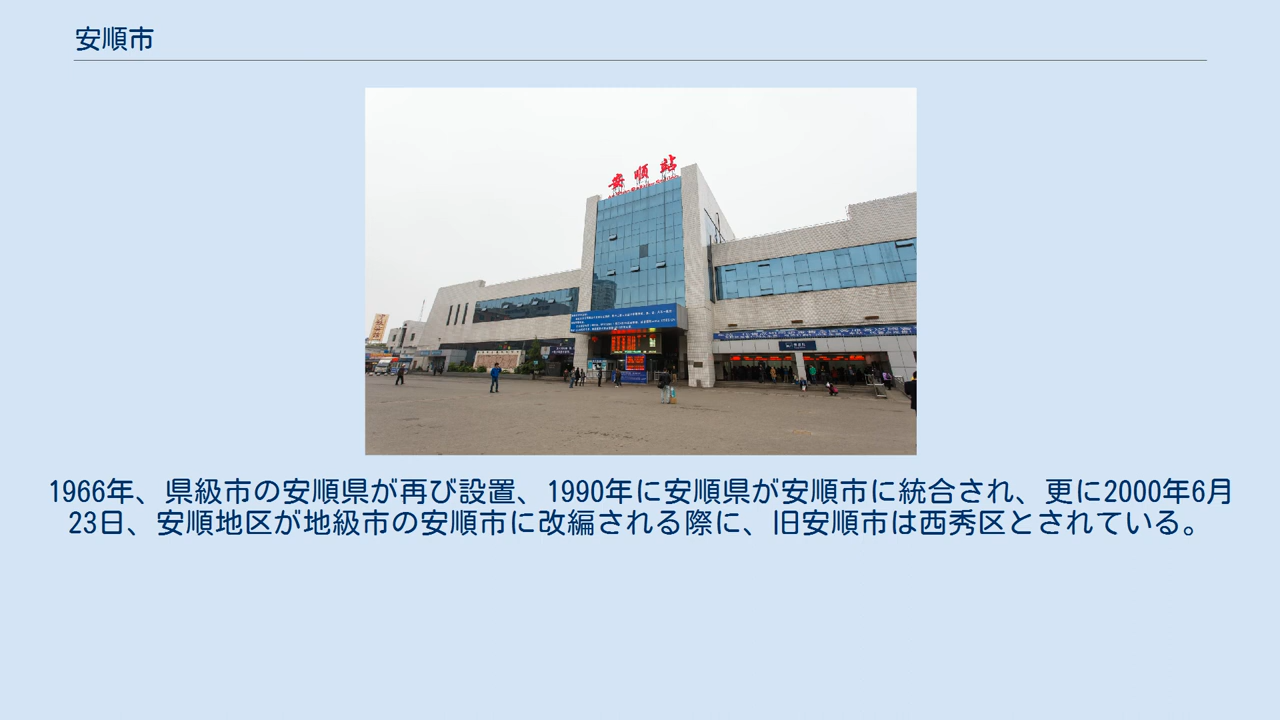 安順市
安順站
1966年、県級市の安順県が再び設置、1990年に安順県が安順市に統合され、更に2000年6月
23日、安順地区が地級市の安順市に改編される際に、旧安順市は西秀区とされている。